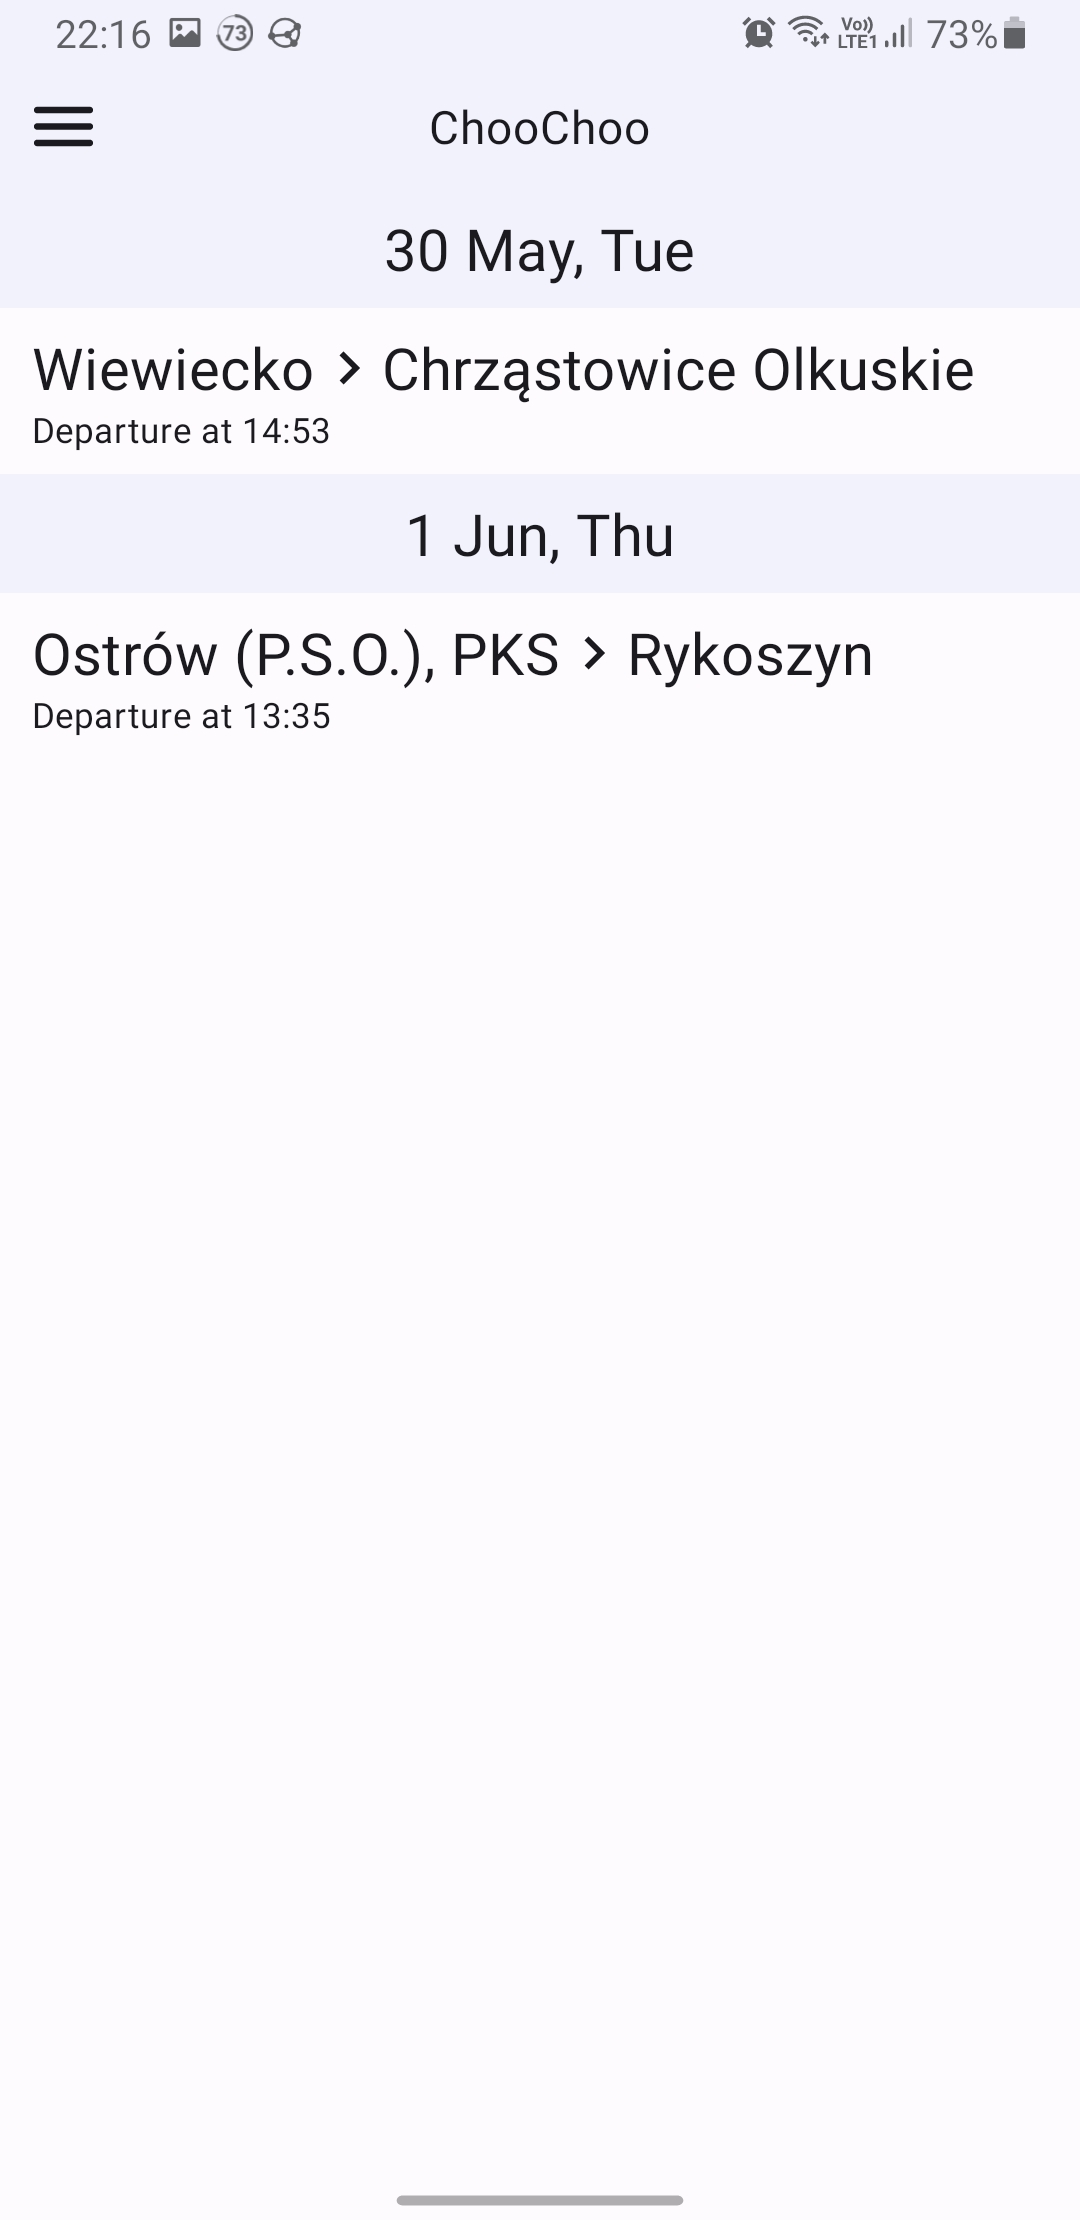 22:16 73 Vo)) LTE1 73%
ChooChoo
30 May, Tue
Wiewiecko > Chrząstowice Olkuskie
Departure at 14:53
1 Jun, Thu
Ostrów (P.S.O.), PKS > Rykoszyn
Departure at 13:35